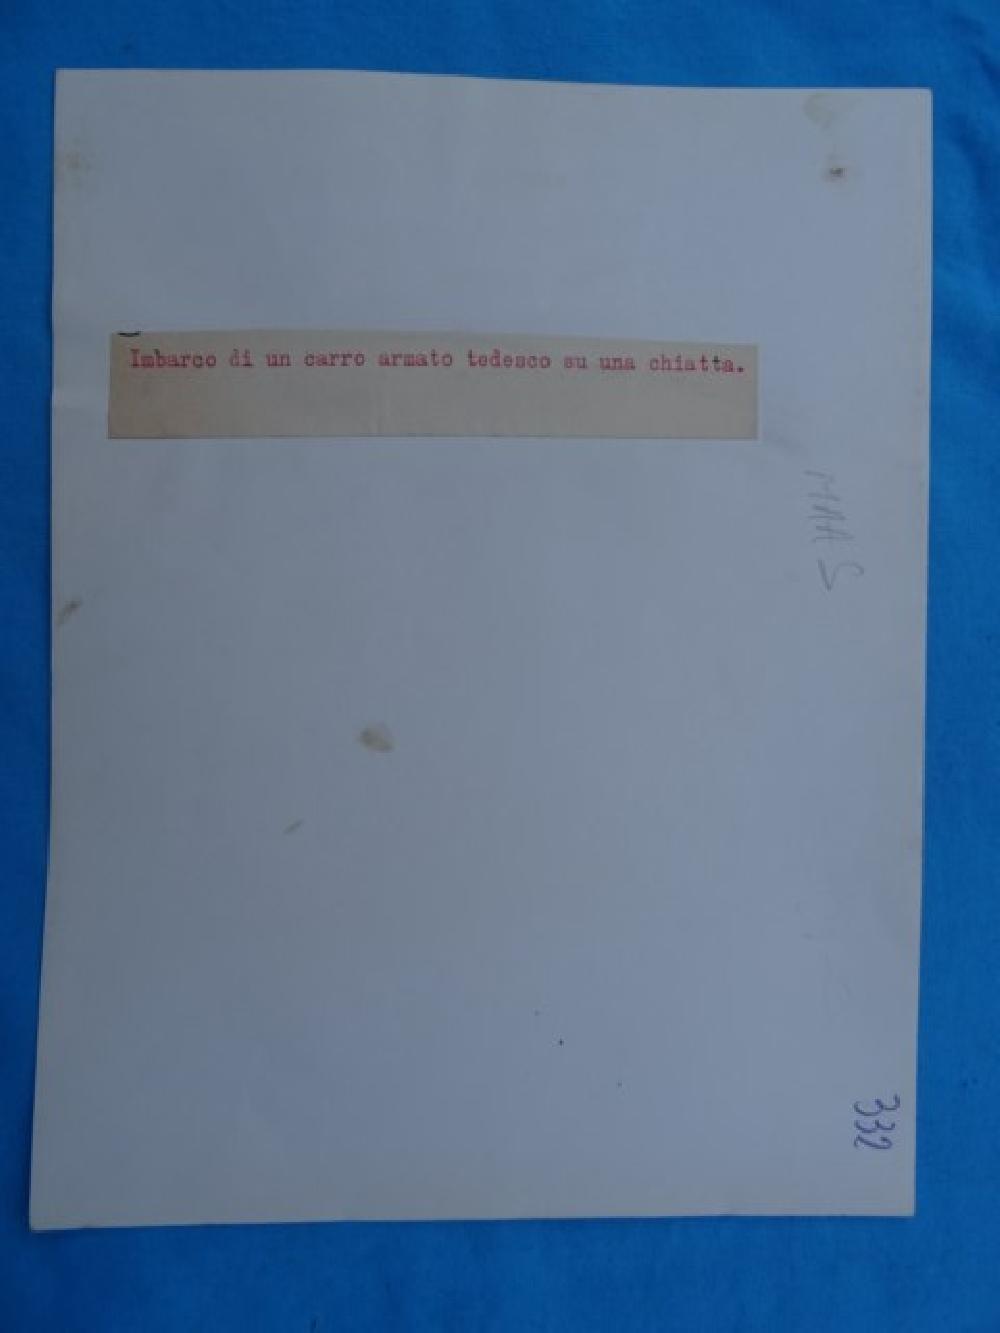 Imbarco di un carro armato tedesco su una chiatta.
332